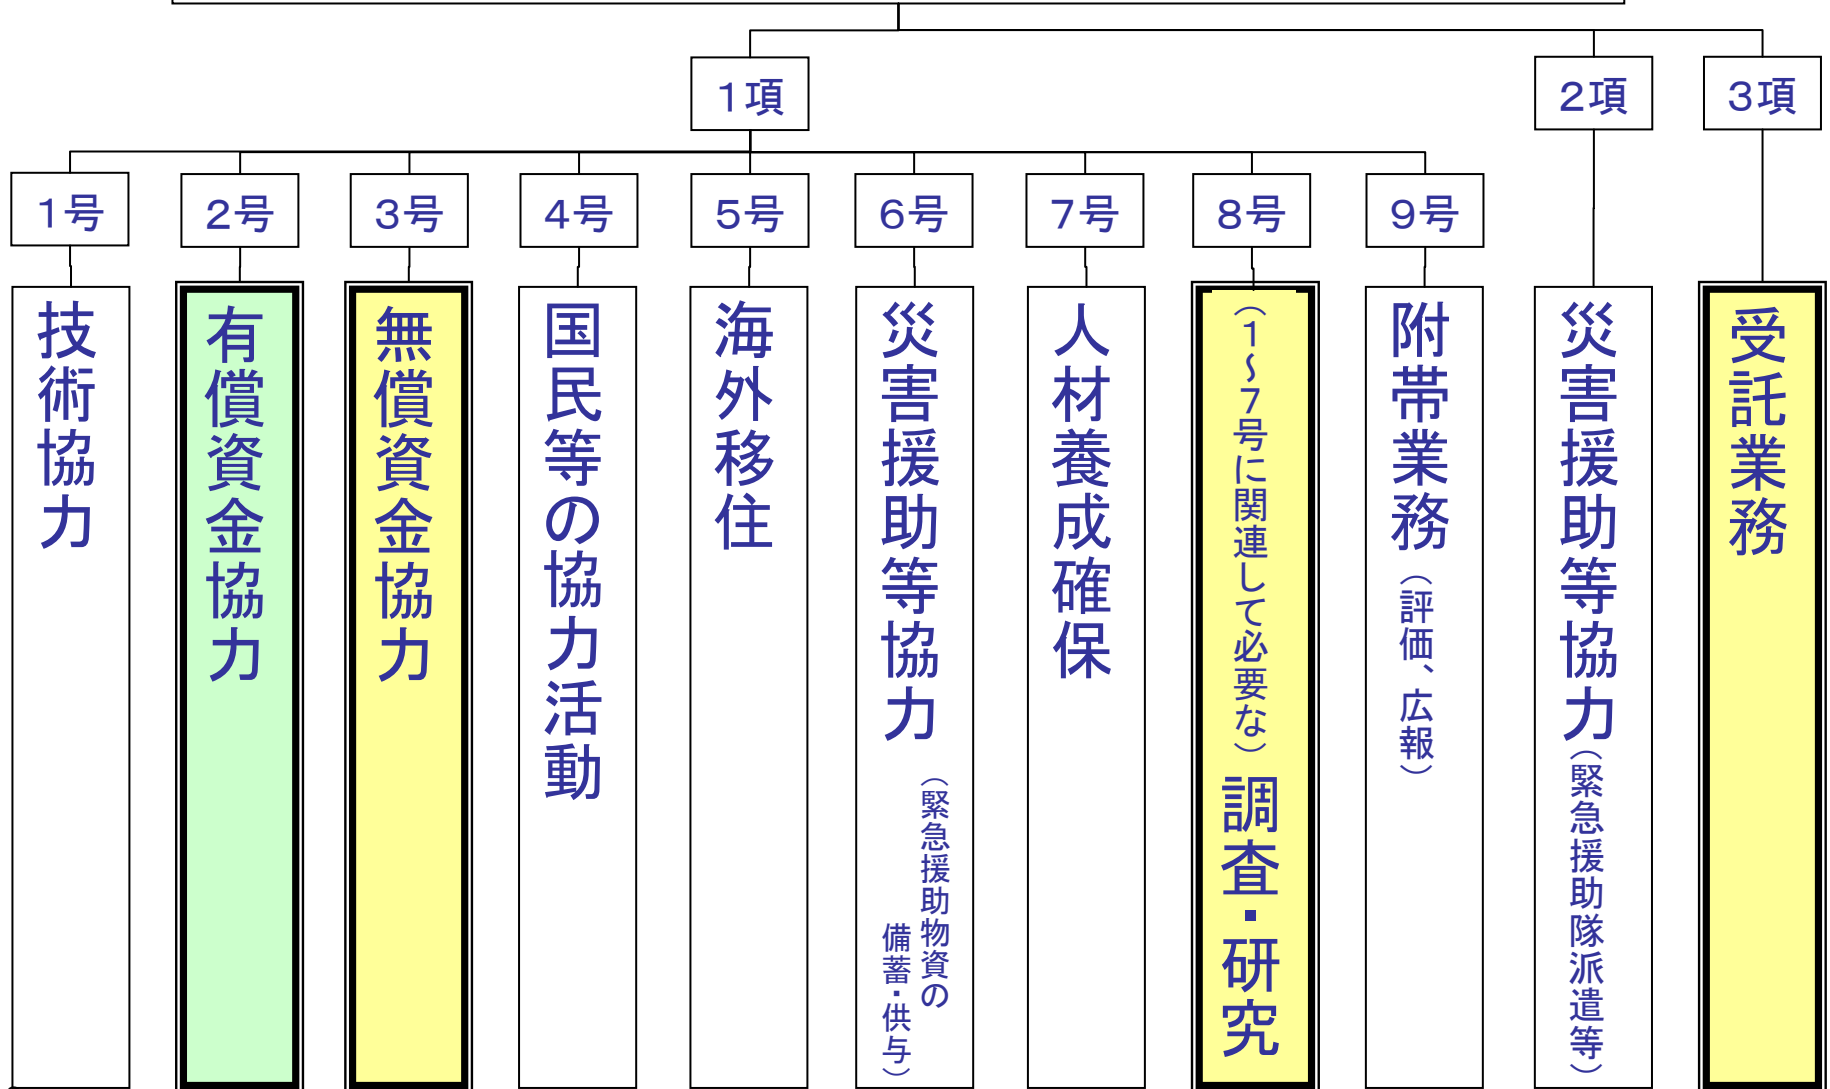 1項
2項
3項
1号
2号
3号
4号
5号
6号
7号
8号
9号
技術協力
有償資金協力
無償資金協力
国民等の協力活動
海外移住
災害援助等協力
（緊急援助物資の
備蓄・供与）
人材養成確保
（１～７号に関連して必要な）調査・研究
附帯業務（評価、広報）
災害援助等協力（緊急援助隊派遣等）
受託業務